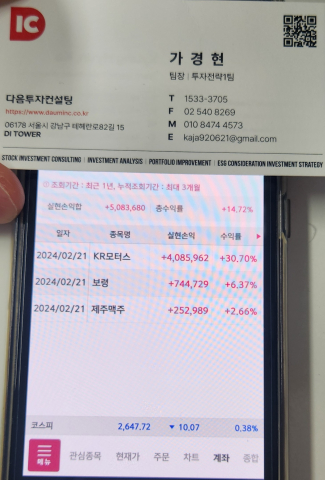 IC
가 경 현
팀장 | 투자전략1팀
다음투자컨설팅
https://www.dauminc.co.kr
06178 서울시 강남구 테헤란로82길 15
DI TOWER
T 1533-3705
F 02 540 8269
M 010 8474 4573
E kaja920621@gmail.com
STOCK INVESTMENT CONSULTING | INVESTMENT ANALYSIS | PORTFOLIO IMPROVEMENT | ESG CONSIDERATION INVESTMENT STRATEGY
조회기간 : 최근 1년, 누적조회기간 : 최대 3개월
실현손익합 +5,083,680 총수익률 +14.72%
일자 종목명 실현손익 수익률
2024/02/21 KR모터스 +4,085,962 +30.70%
2024/02/21 보령 +744,729 +6.37%
2024/02/21 제주맥주 +252,989 +2.66%
코스피 2,647.72 ▼ 10.07 0.38%
메뉴 관심종목 현재가 주문 차트 계좌 종합